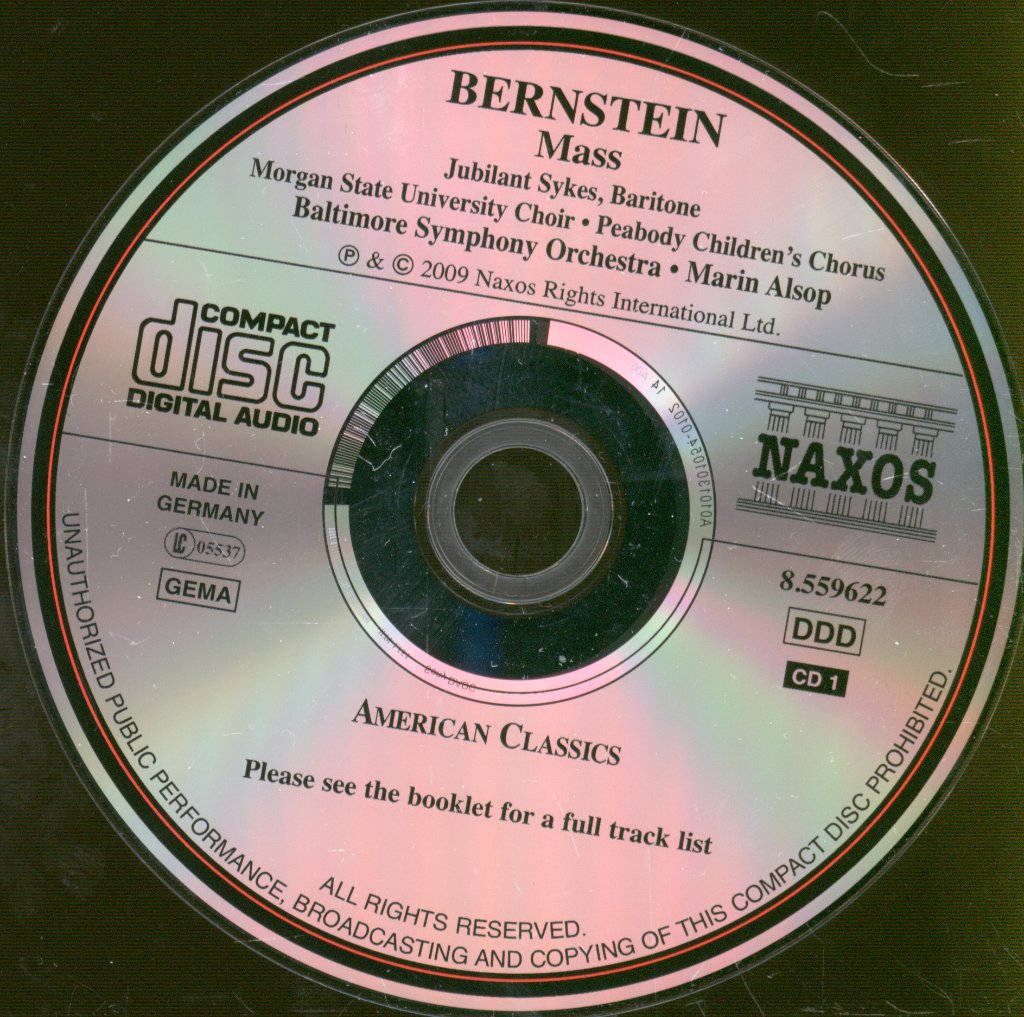 BERNSTEIN
Mass
Jubilant Sykes, Baritone
Morgan State University Choir • Peabody Children's Chorus
Baltimore Symphony Orchestra • Marin Alsop
℗ & © 2009 Naxos Rights International Ltd.
COMPACT
disc
DIGITAL AUDIO
NAXOS
MADE IN
GERMANY
LC 05537
GEMA
8.559622
DDD
CD 1
A0101301054-0102 14
AMERICAN CLASSICS
Please see the booklet for a full track list
ALL RIGHTS RESERVED.
UNAUTHORIZED PUBLIC PERFORMANCE, BROADCASTING AND COPYING OF THIS COMPACT DISC PROHIBITED.